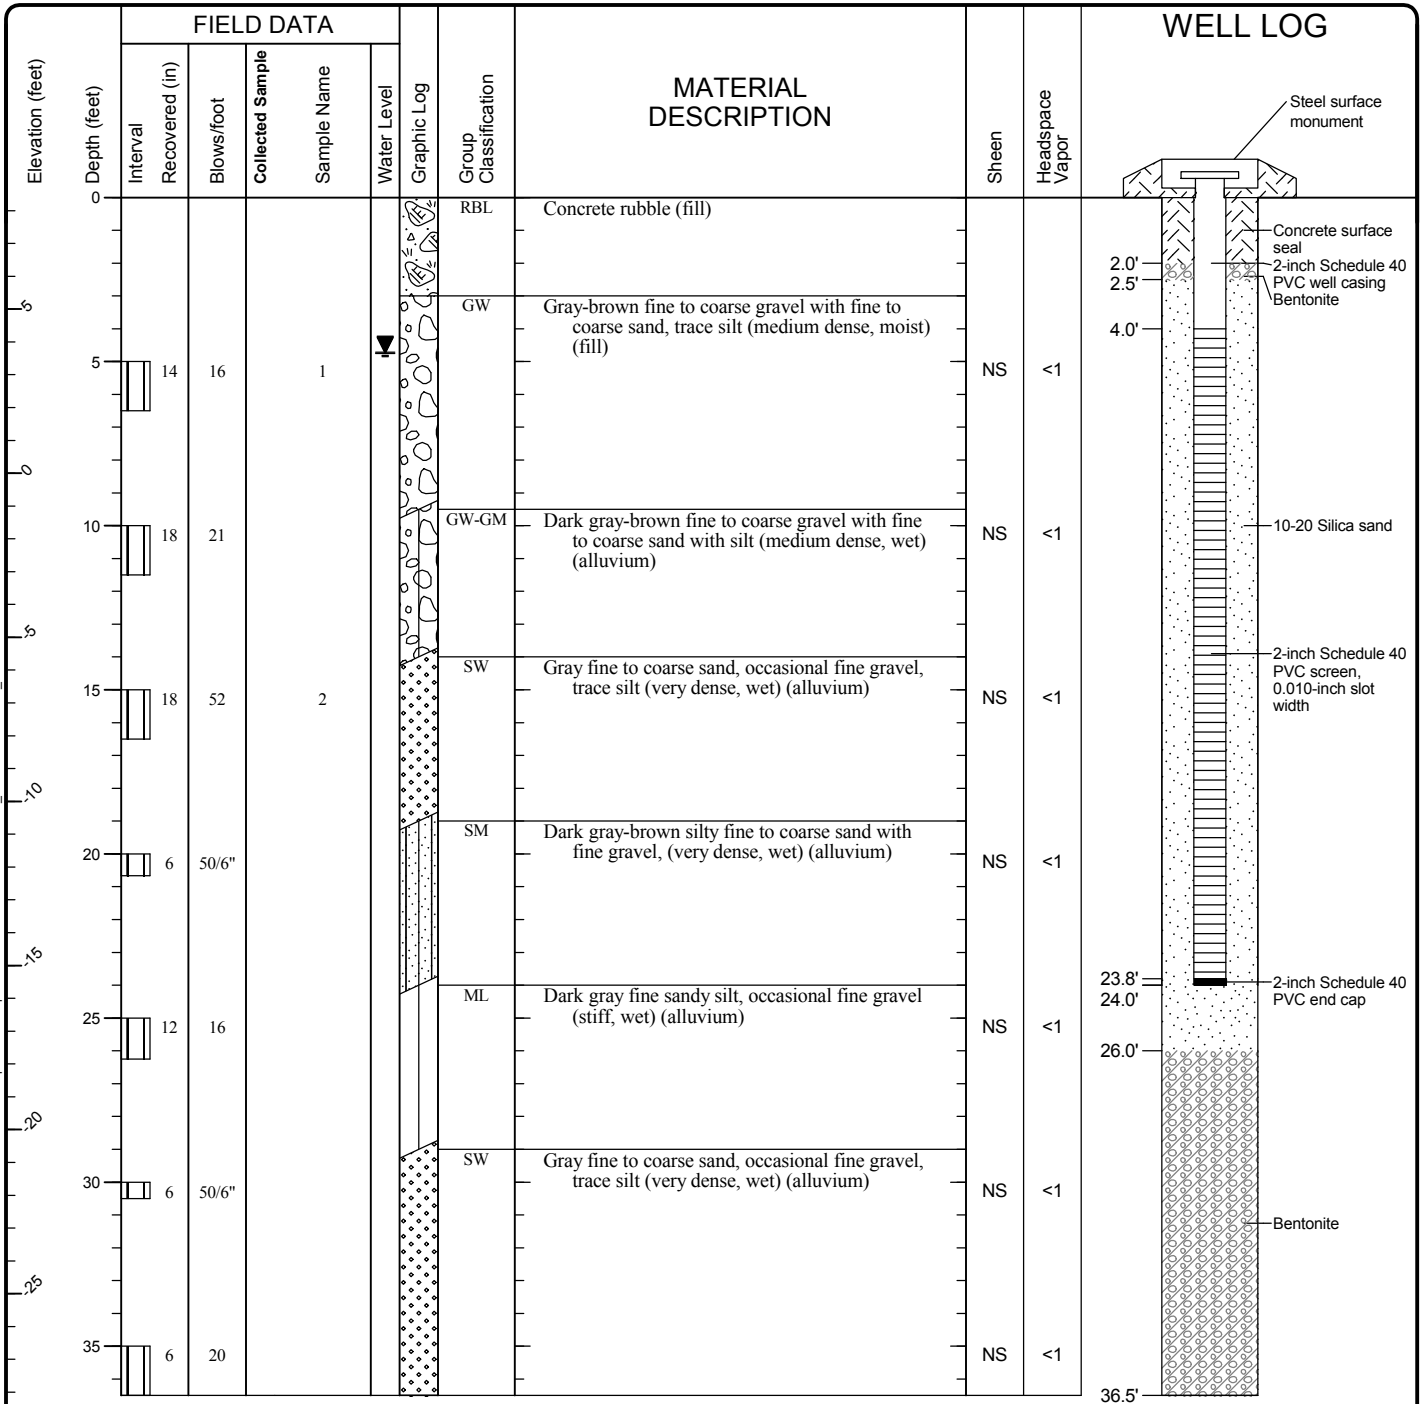 FIELD DATA
WELL LOG
Elevation (feet)
Depth (feet)
Interval
Recovered (in)
Blows/foot
Collected Sample
Sample Name
Water Level
Graphic Log
Group
Classification
MATERIAL
DESCRIPTION
Sheen
Headspace
Vapor
Steel surface
monument
0
RBL
Concrete rubble (fill)
Concrete surface
seal
2.0'
2-inch Schedule 40
PVC well casing
2.5'
Bentonite
5
GW
Gray-brown fine to coarse gravel with fine to
coarse sand, trace silt (medium dense, moist)
(fill)
4.0'
5
14
16
1
NS
<1
0
10
18
21
GW-GM
Dark gray-brown fine to coarse gravel with fine
to coarse sand with silt (medium dense, wet)
(alluvium)
NS
<1
10-20 Silica sand
-5
SW
Gray fine to coarse sand, occasional fine gravel,
trace silt (very dense, wet) (alluvium)
2-inch Schedule 40
PVC screen,
0.010-inch slot
width
15
18
52
2
NS
<1
-10
SM
Dark gray-brown silty fine to coarse sand with
fine gravel, (very dense, wet) (alluvium)
20
6
50/6"
NS
<1
-15
23.8'
24.0'
2-inch Schedule 40
PVC end cap
ML
Dark gray fine sandy silt, occasional fine gravel
(stiff, wet) (alluvium)
25
12
16
NS
<1
26.0'
-20
SW
Gray fine to coarse sand, occasional fine gravel,
trace silt (very dense, wet) (alluvium)
30
6
50/6"
NS
<1
Bentonite
-25
35
6
20
NS
<1
36.5'